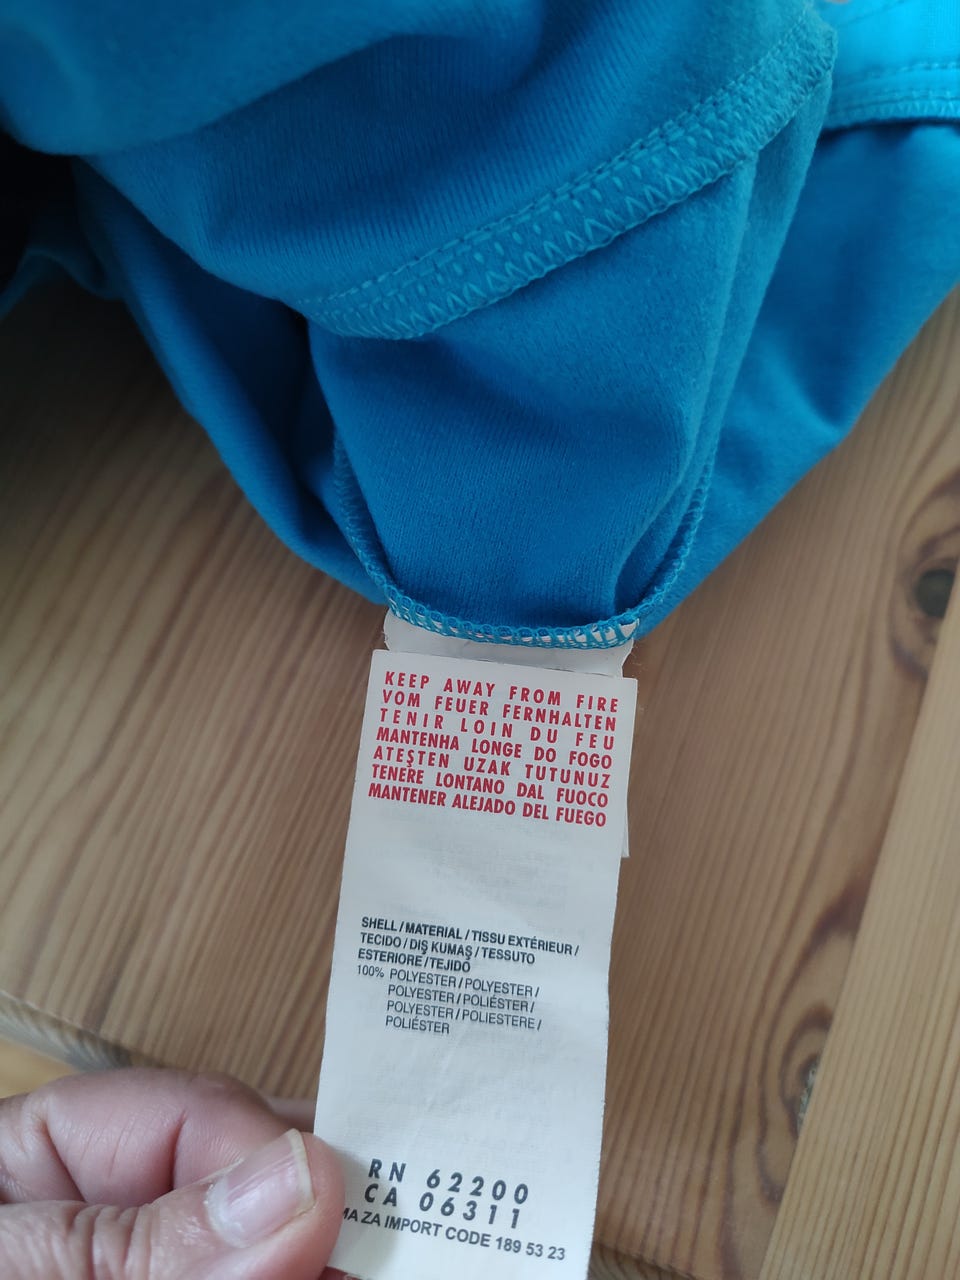 KEEP AWAY FROM FIRE
VOM FEUER FERNHALTEN
TENIR LOIN DU FEU
MANTENHA LONGE DO FOGO
ATEŞTEN UZAK TUTUNUZ
TENERE LONTANO DAL FUOCO
MANTENER ALEJADO DEL FUEGO
SHELL / MATERIAL / TISSU EXTÉRIEUR /
TECIDO / DIŞ KUMAŞ / TESSUTO
ESTERIORE / TEJIDO
100% POLYESTER / POLYESTER /
POLYESTER / POLIÉSTER /
POLYESTER / POLIESTERE /
POLIÉSTER
RN 62200
CA 06311
ZA IMPORT CODE 189 53 23